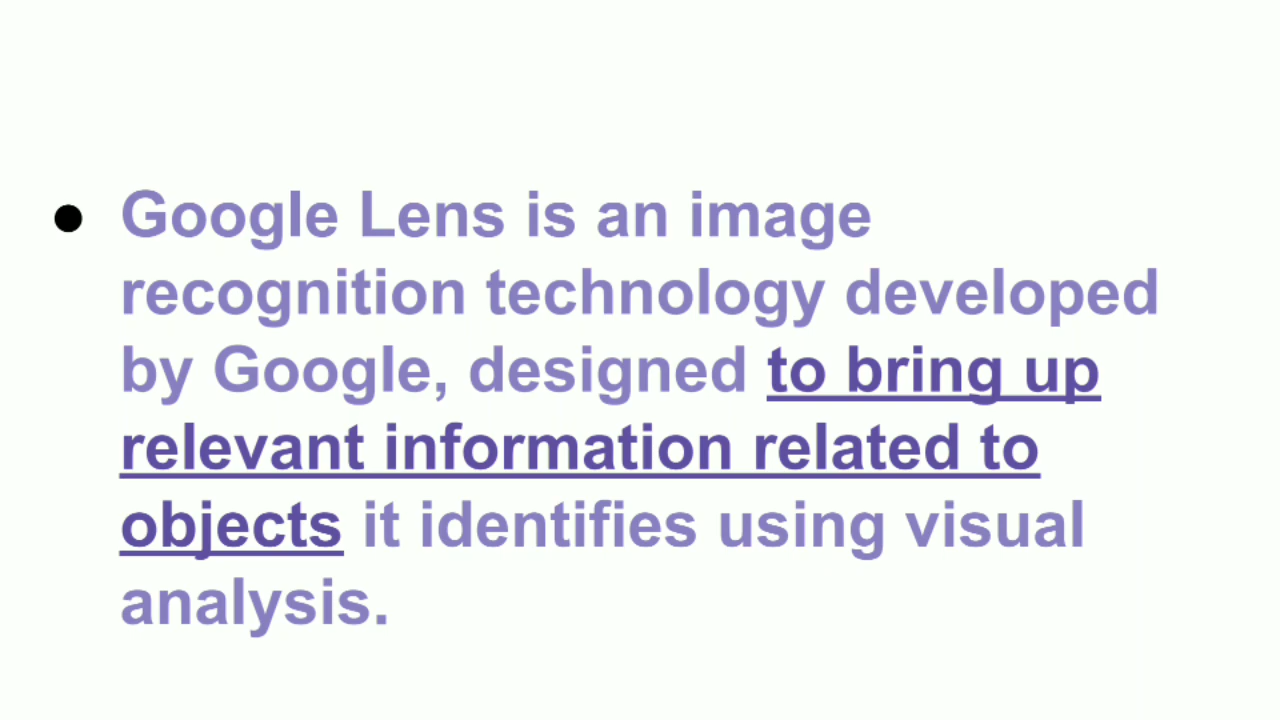 ● Google Lens is an image
recognition technology developed
by Google, designed to bring up
relevant information related to
objects it identifies using visual
analysis.